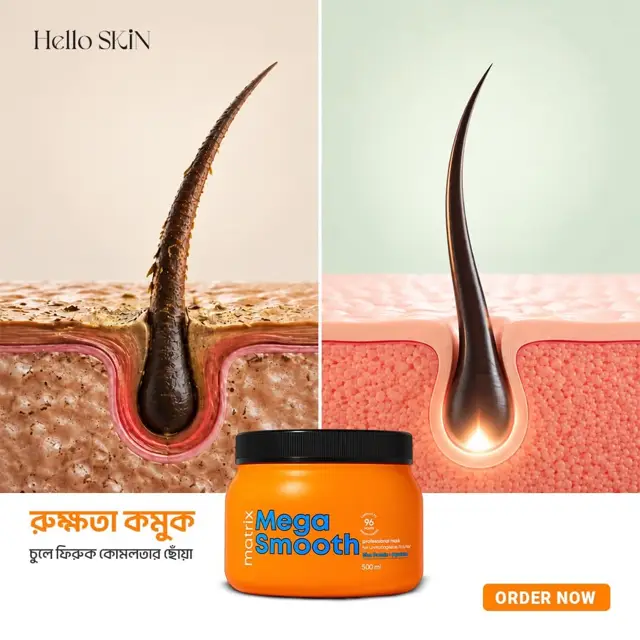 Hello SKiN
রুক্ষতা কমুক
চুলে ফিরুক কোমলতার ছোঁয়া
matrix
Mega
Smooth
96
professional mask
500 ml
ORDER NOW